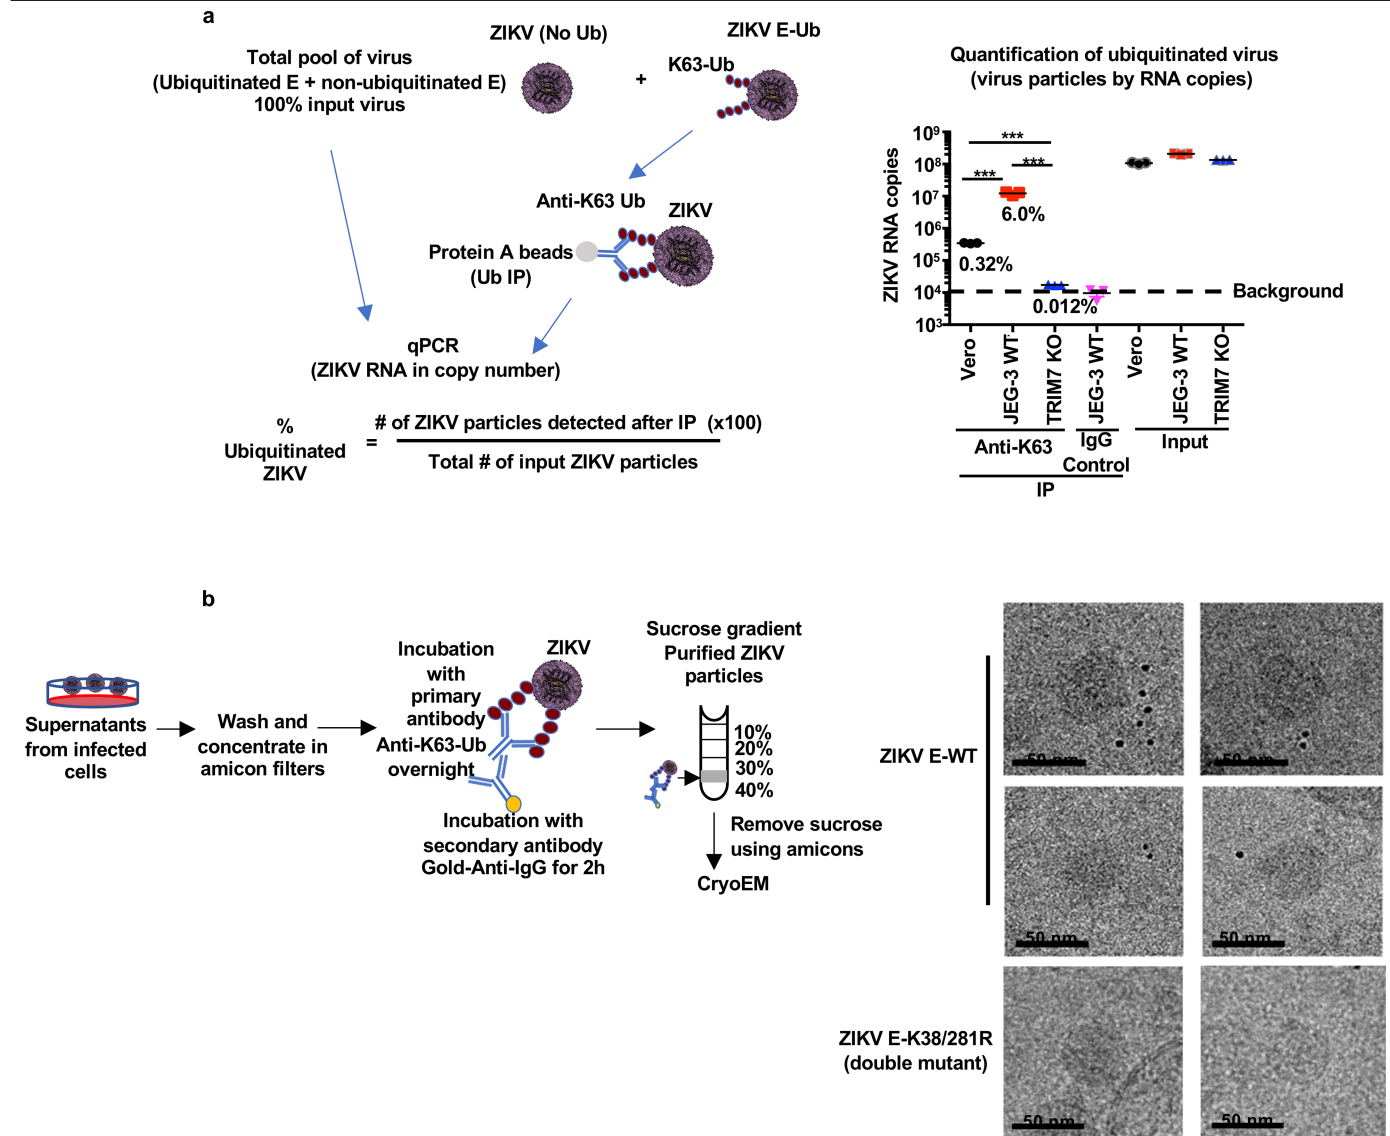 a
Total pool of virus
(Ubiquitinated E + non-ubiquitinated E)
100% input virus
ZIKV (No Ub)
+
ZIKV E-Ub
K63-Ub
Anti-K63 Ub
ZIKV
Protein A beads
(Ub IP)
qPCR
(ZIKV RNA in copy number)
%
Ubiquitinated
ZIKV
=
# of ZIKV particles detected after IP (x100)
Total # of input ZIKV particles
Quantification of ubiquitinated virus
(virus particles by RNA copies)
ZIKV RNA copies
10⁹
10⁸
10⁷
10⁶
10⁵
10⁴
10³
***
***
***
6.0%
0.32%
0.012%
Background
Vero
JEG-3 WT
TRIM7 KO
JEG-3 WT
Vero
JEG-3 WT
TRIM7 KO
Anti-K63
IgG
Control
Input
IP
b
Supernatants
from infected
cells
Wash and
concentrate in
amicon filters
Incubation
with
primary
antibody
Anti-K63-Ub
overnight
ZIKV
Incubation with
secondary antibody
Gold-Anti-IgG for 2h
Sucrose gradient
Purified ZIKV
particles
10%
20%
30%
40%
Remove sucrose
using amicons
CryoEM
ZIKV E-WT
50 nm
50 nm
50 nm
50 nm
ZIKV E-K38/281R
(double mutant)
50 nm
50 nm